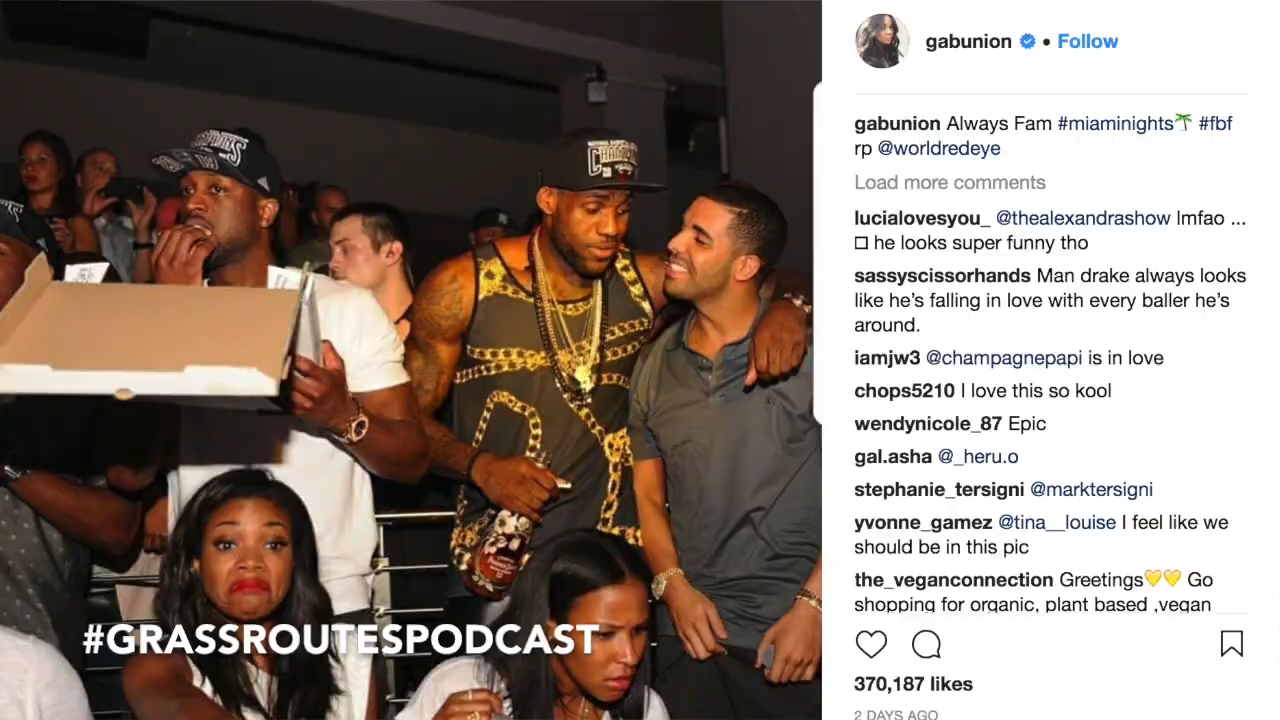 CHAMPIONS
#GRASSROUTESPODCAST
gabunion • Follow
gabunion Always Fam #miaminights🌴 #fbf
rp @worldredeye
Load more comments
lucialovesyou_ @thealexandrashow lmfao ...
□ he looks super funny tho
sassyscissorhands Man drake always looks
like he's falling in love with every baller he's
around.
iamjw3 @champagnepapi is in love
chops5210 I love this so kool
wendynicole_87 Epic
gal.asha @_heru.o
stephanie_tersigni @marktersigni
yvonne_gamez @tina__louise I feel like we
should be in this pic
the_veganconnection Greetings💛💛 Go
shopping for organic, plant based ,vegan
370,187 likes
2 DAYS AGO